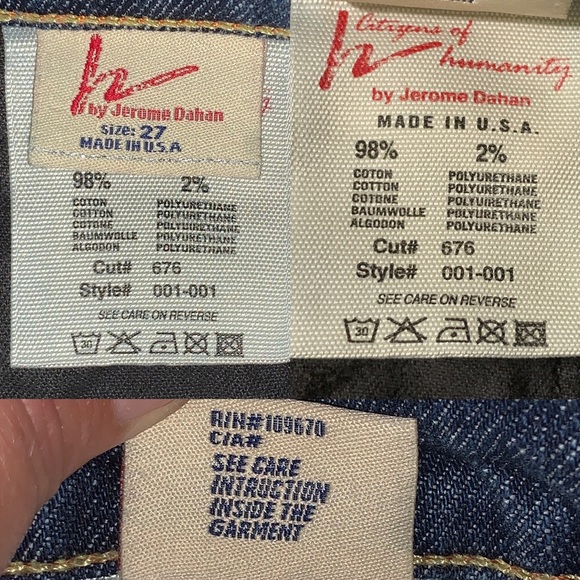 by Jerome Dahan
size: 27
MADE IN U.S.A
98% 2%
COTON POLYURETHANE
COTTON POLYURETHANE
COTONE POLYURETHANE
BAUMWOLLE POLYURETHANE
ALGODON POLYURETHANE
Cut# 676
Style# 001-001
SEE CARE ON REVERSE
30
Citizens of
humanity
by Jerome Dahan
MADE IN U.S.A.
98% 2%
COTON POLYURETHANE
COTTON POLYURETHANE
COTONE POLYURETHANE
BAUMWOLLE POLYURETHANE
ALGODON POLYURETHANE
Cut# 676
Style# 001-001
SEE CARE ON REVERSE
30
R/N#109670
C/A#
SEE CARE
INTRUCTION
INSIDE THE
GARMENT